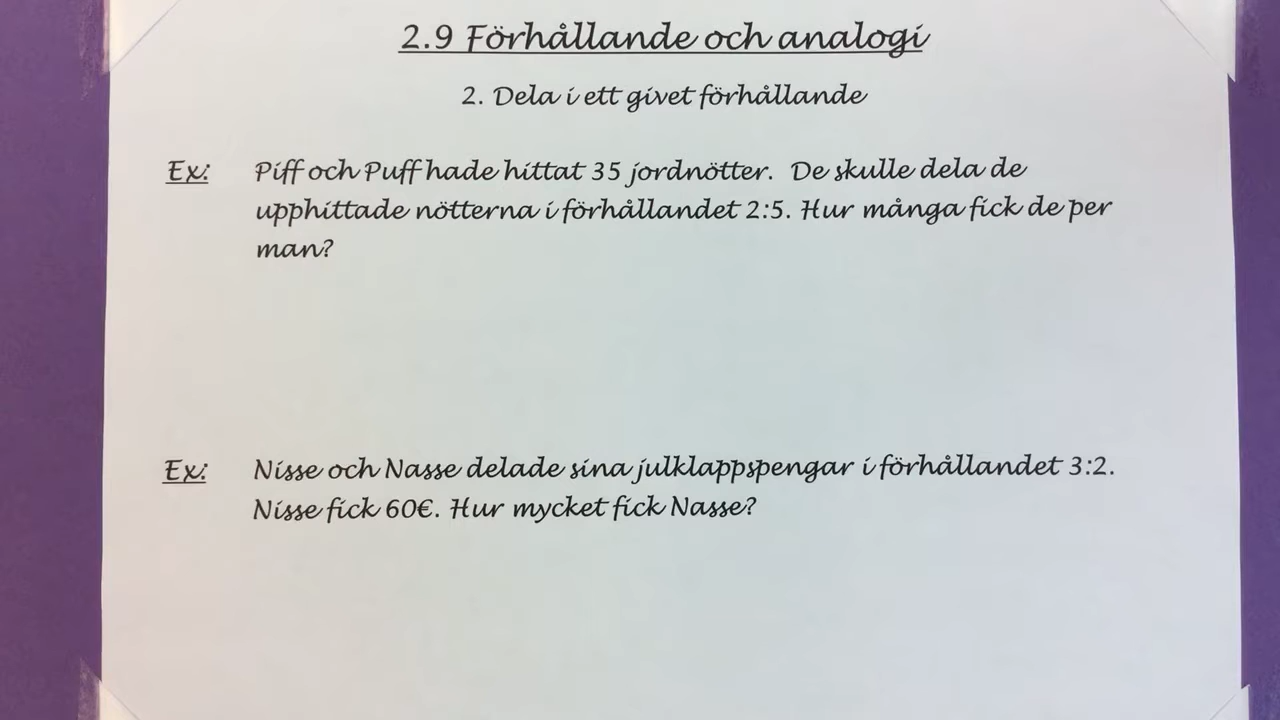 2.9 Förhållande och analogi
2. Dela i ett givet förhållande
Ex: Piff och Puff hade hittat 35 jordnötter. De skulle dela de
upphittade nötterna i förhållandet 2:5. Hur många fick de per
man?
Ex: Nisse och Nasse delade sina julklappspengar i förhållandet 3:2.
Nisse fick 60€. Hur mycket fick Nasse?